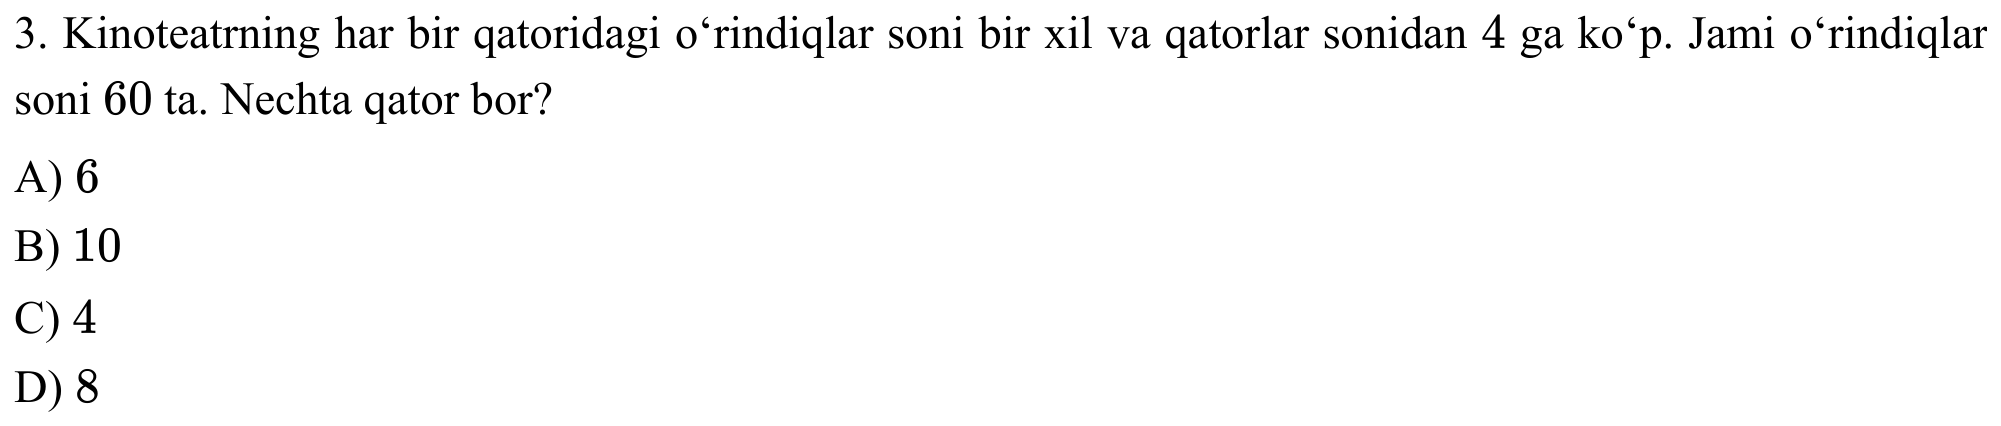 3. Kinoteatrning har bir qatoridagi o‘rindiqlar soni bir xil va qatorlar sonidan 4 ga ko‘p. Jami o‘rindiqlar
soni 60 ta. Nechta qator bor?
A) 6
B) 10
C) 4
D) 8